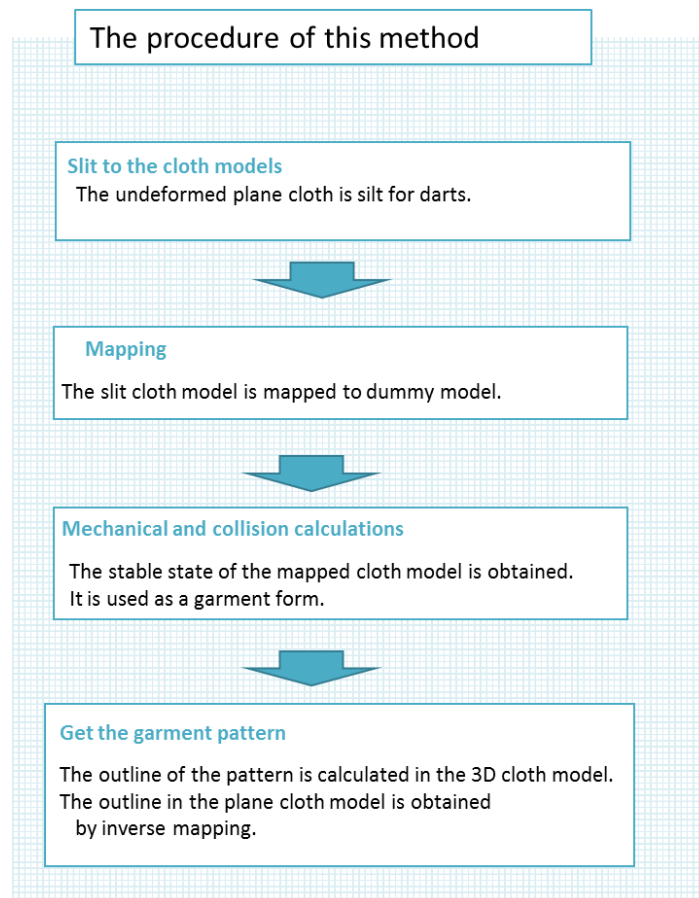 The procedure of this method
Slit to the cloth models
The undeformed plane cloth is silt for darts.
Mapping
The slit cloth model is mapped to dummy model.
Mechanical and collision calculations
The stable state of the mapped cloth model is obtained.
It is used as a garment form.
Get the garment pattern
The outline of the pattern is calculated in the 3D cloth model.
The outline in the plane cloth model is obtained
by inverse mapping.